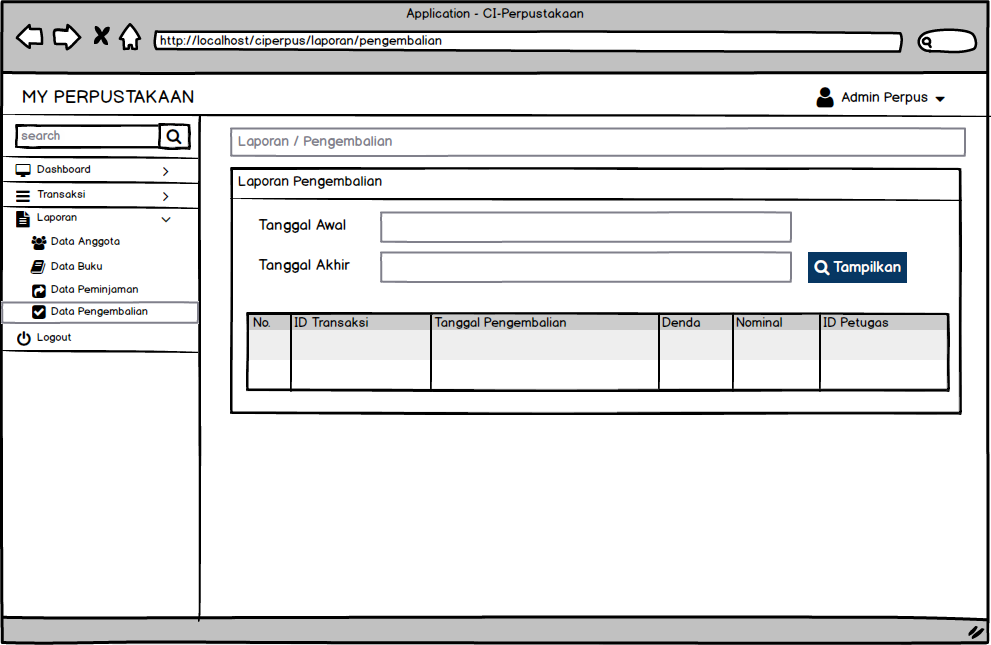 Application - CI-Perpustakaan
http://localhost/ciperpus/laporan/pengembalian
MY PERPUSTAKAAN
Admin Perpus
search
Dashboard
Transaksi
Laporan
Data Anggota
Data Buku
Data Peminjaman
Data Pengembalian
Logout
Laporan / Pengembalian
Laporan Pengembalian
Tanggal Awal
Tanggal Akhir
Tampilkan
No. ID Transaksi Tanggal Pengembalian Denda Nominal ID Petugas